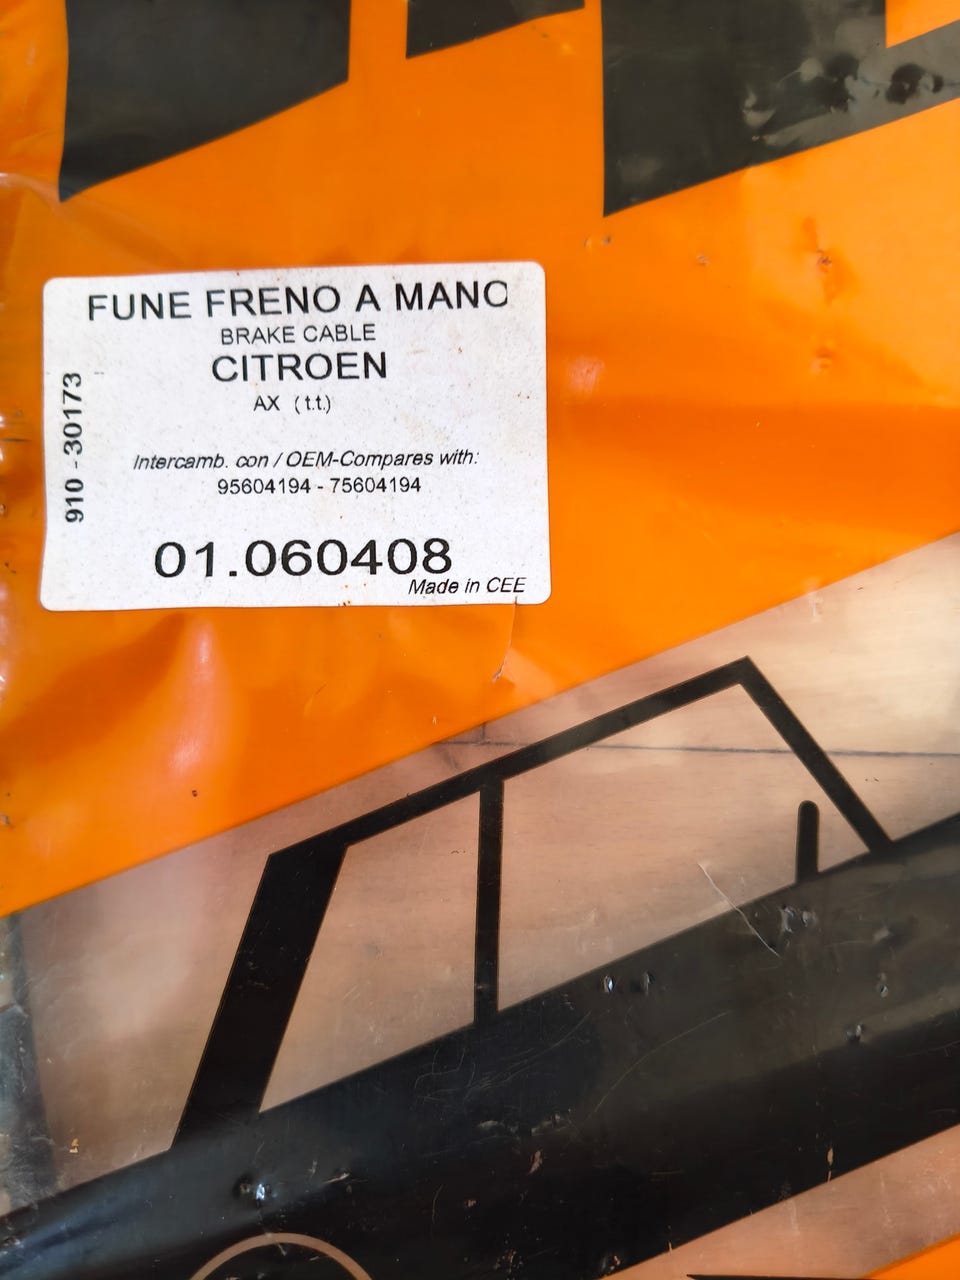 FUNE FRENO A MANO
BRAKE CABLE
CITROEN
AX (t.t.)
910 - 30173
Intercamb. con / OEM-Compares with:
95604194 - 75604194
01.060408
Made in CEE